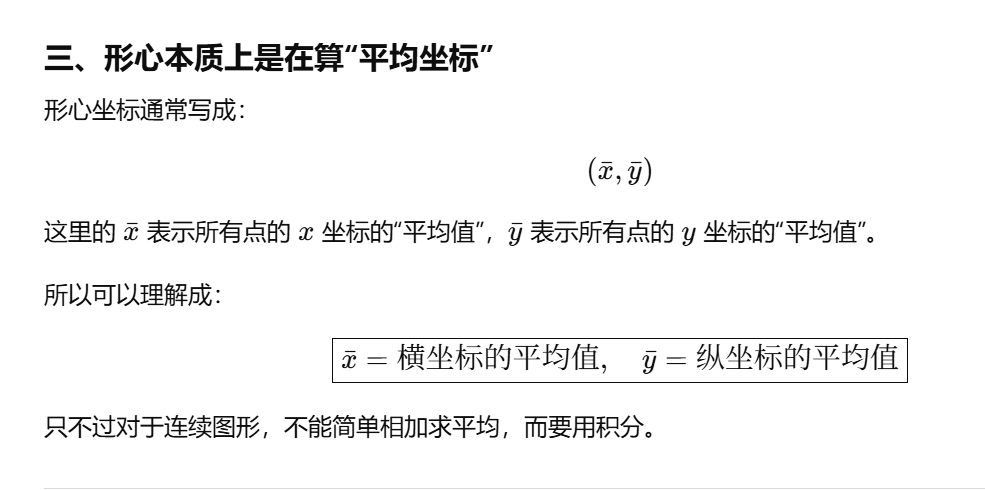 三、形心本质上是在算“平均坐标”
形心坐标通常写成：
(x̄, ȳ)
这里的 x̄ 表示所有点的 x 坐标的“平均值”，ȳ 表示所有点的 y 坐标的“平均值”。
所以可以理解成：
x̄ = 横坐标的平均值,  ȳ = 纵坐标的平均值
只不过对于连续图形，不能简单相加求平均，而要用积分。